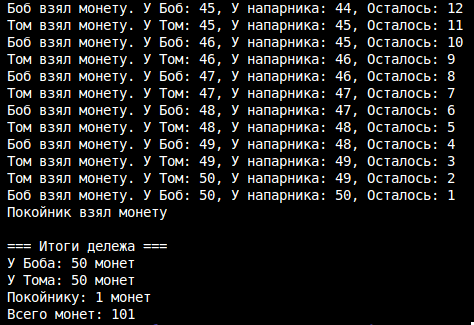 Боб взял монету. У Боб: 45, У напарника: 44, Осталось: 12
Том взял монету. У Том: 45, У напарника: 45, Осталось: 11
Боб взял монету. У Боб: 46, У напарника: 45, Осталось: 10
Том взял монету. У Том: 46, У напарника: 46, Осталось: 9
Боб взял монету. У Боб: 47, У напарника: 46, Осталось: 8
Том взял монету. У Том: 47, У напарника: 47, Осталось: 7
Боб взял монету. У Боб: 48, У напарника: 47, Осталось: 6
Том взял монету. У Том: 48, У напарника: 48, Осталось: 5
Боб взял монету. У Боб: 49, У напарника: 48, Осталось: 4
Том взял монету. У Том: 49, У напарника: 49, Осталось: 3
Том взял монету. У Том: 50, У напарника: 49, Осталось: 2
Боб взял монету. У Боб: 50, У напарника: 50, Осталось: 1
Покойник взял монету
=== Итоги дележа ===
У Боба: 50 монет
У Тома: 50 монет
Покойнику: 1 монет
Всего монет: 101